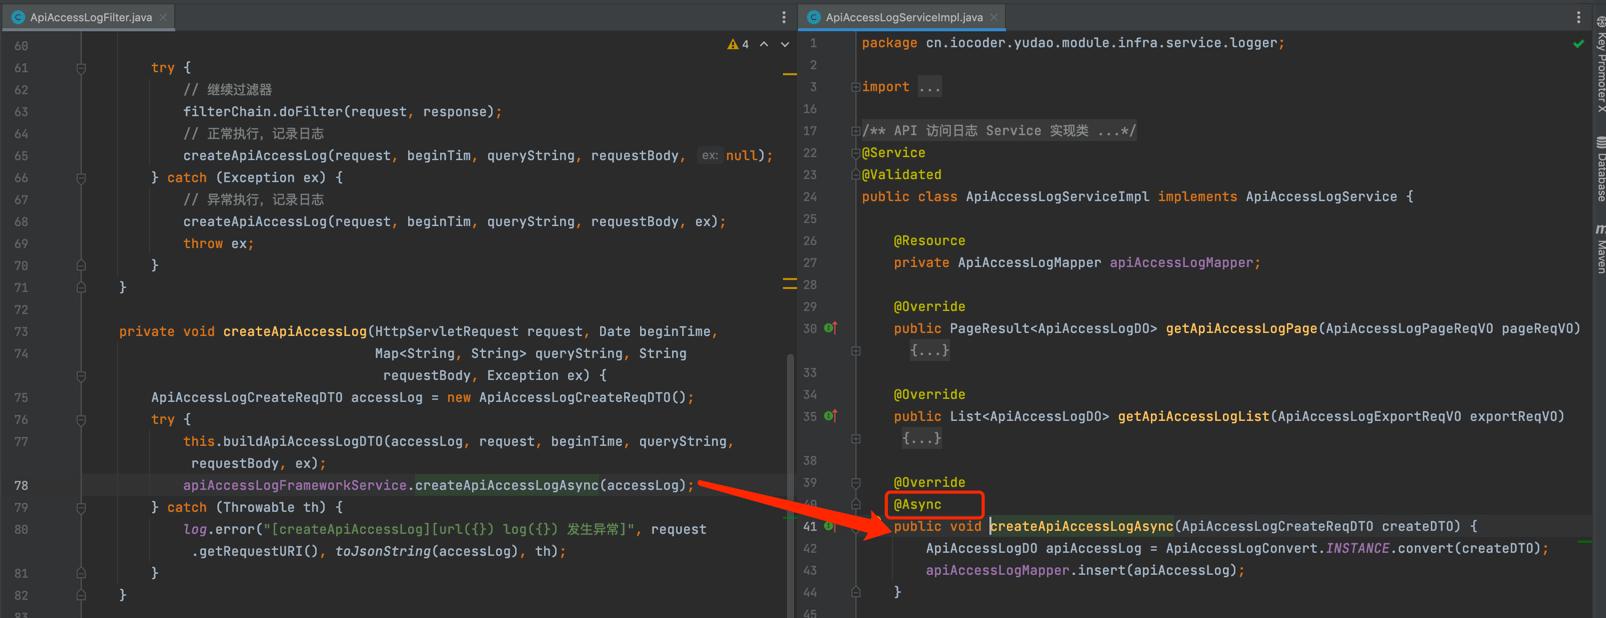 ApiAccessLogFilter.java
60
4
61 try {
62 // 继续过滤器
63 filterChain.doFilter(request, response);
64 // 正常执行，记录日志
65 createApiAccessLog(request, beginTim, queryString, requestBody, ex: null);
66 } catch (Exception ex) {
67 // 异常执行，记录日志
68 createApiAccessLog(request, beginTim, queryString, requestBody, ex);
69 throw ex;
70 }
71 }
72
73 private void createApiAccessLog(HttpServletRequest request, Date beginTime,
74 Map<String, String> queryString, String
requestBody, Exception ex) {
75 ApiAccessLogCreateReqDTO accessLog = new ApiAccessLogCreateReqDTO();
76 try {
77 this.buildApiAccessLogDTO(accessLog, request, beginTime, queryString,
requestBody, ex);
78 apiAccessLogFrameworkService.createApiAccessLogAsync(accessLog);
79 } catch (Throwable th) {
80 log.error("[createApiAccessLog][url({}) log({}) 发生异常]", request
.getRequestURI(), toJsonString(accessLog), th);
81 }
82 }
83
ApiAccessLogServiceImpl.java
1 package cn.iocoder.yudao.module.infra.service.logger;
2
3 import ...
16
17 /** API 访问日志 Service 实现类 ...*/
22 @Service
23 @Validated
24 public class ApiAccessLogServiceImpl implements ApiAccessLogService {
25
26 @Resource
27 private ApiAccessLogMapper apiAccessLogMapper;
28
29 @Override
30 public PageResult<ApiAccessLogDO> getApiAccessLogPage(ApiAccessLogPageReqVO pageReqVO)
{...}
33
34 @Override
35 public List<ApiAccessLogDO> getApiAccessLogList(ApiAccessLogExportReqVO exportReqVO)
{...}
38
39 @Override
40 @Async
41 public void createApiAccessLogAsync(ApiAccessLogCreateReqDTO createDTO) {
42 ApiAccessLogDO apiAccessLog = ApiAccessLogConvert.INSTANCE.convert(createDTO);
43 apiAccessLogMapper.insert(apiAccessLog);
44 }
45
Key Promoter X
Database
m Maven